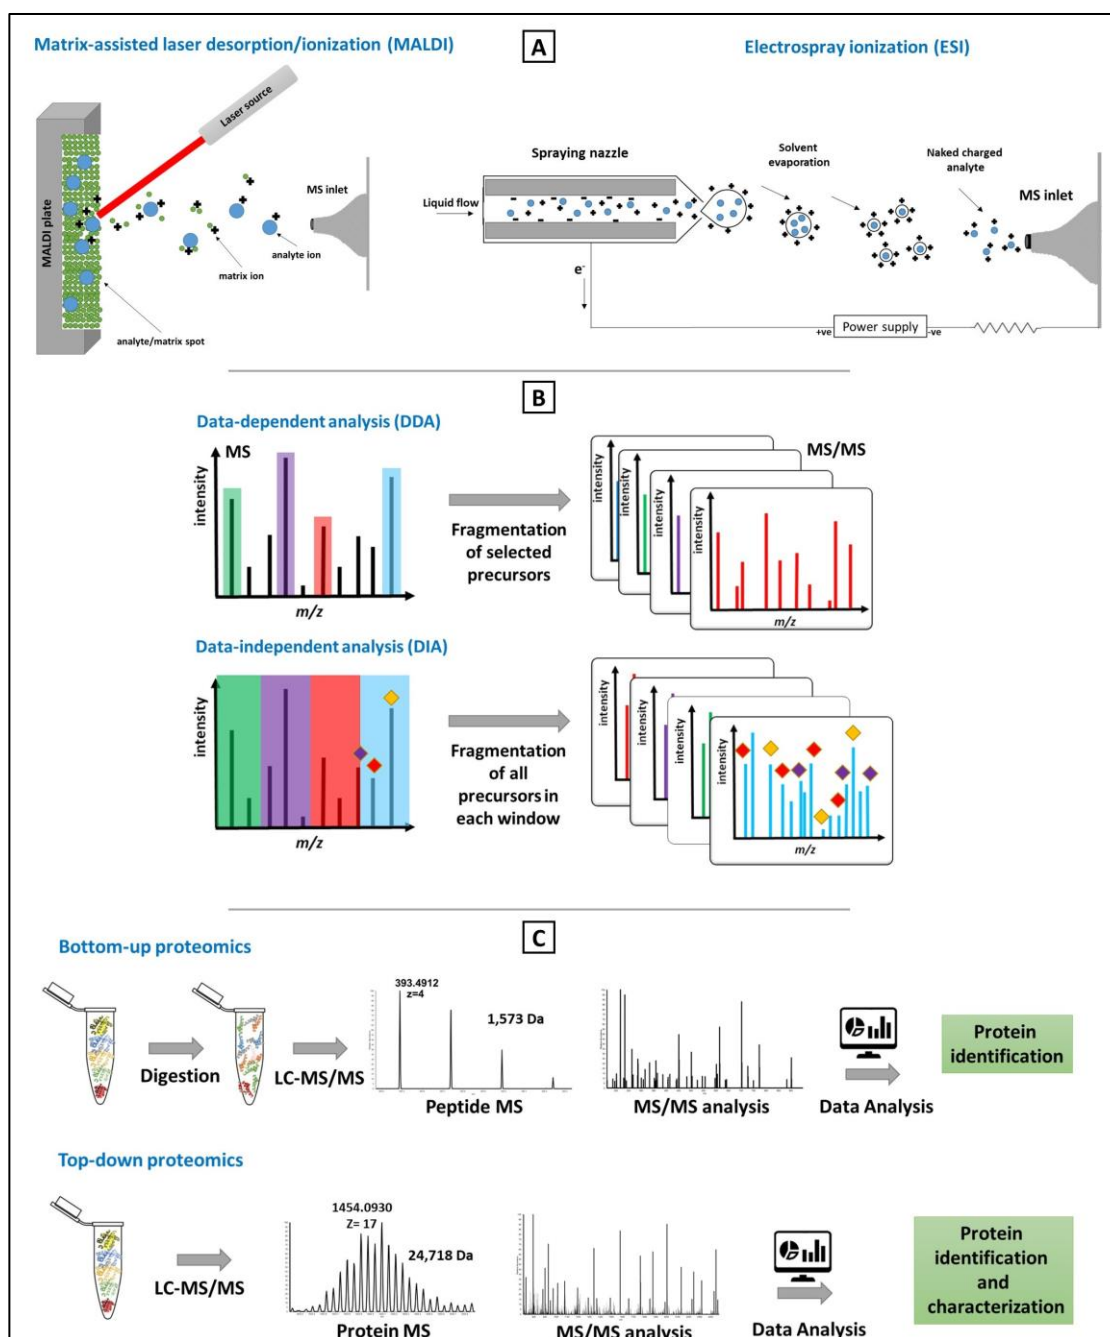 Matrix-assisted laser desorption/ionization (MALDI)
A
Electrospray ionization (ESI)
Laser source
MALDI plate
MS inlet
analyte ion
matrix ion
analyte/matrix spot
Spraying nozzle
Liquid flow
Solvent
evaporation
Naked charged
analyte
MS inlet
e⁻
+ve
Power supply
-ve
B
Data-dependent analysis (DDA)
MS
intensity
m/z
Fragmentation
of selected
precursors
MS/MS
intensity
intensity
intensity
intensity
m/z
Data-independent analysis (DIA)
intensity
m/z
Fragmentation
of all
precursors in
each window
intensity
intensity
intensity
intensity
m/z
C
Bottom-up proteomics
Digestion
LC-MS/MS
393.4912
z=4
1,573 Da
Peptide MS
MS/MS analysis
Data Analysis
Protein
identification
Top-down proteomics
LC-MS/MS
1454.0930
Z= 17
24,718 Da
Protein MS
MS/MS analysis
Data Analysis
Protein
identification
and
characterization